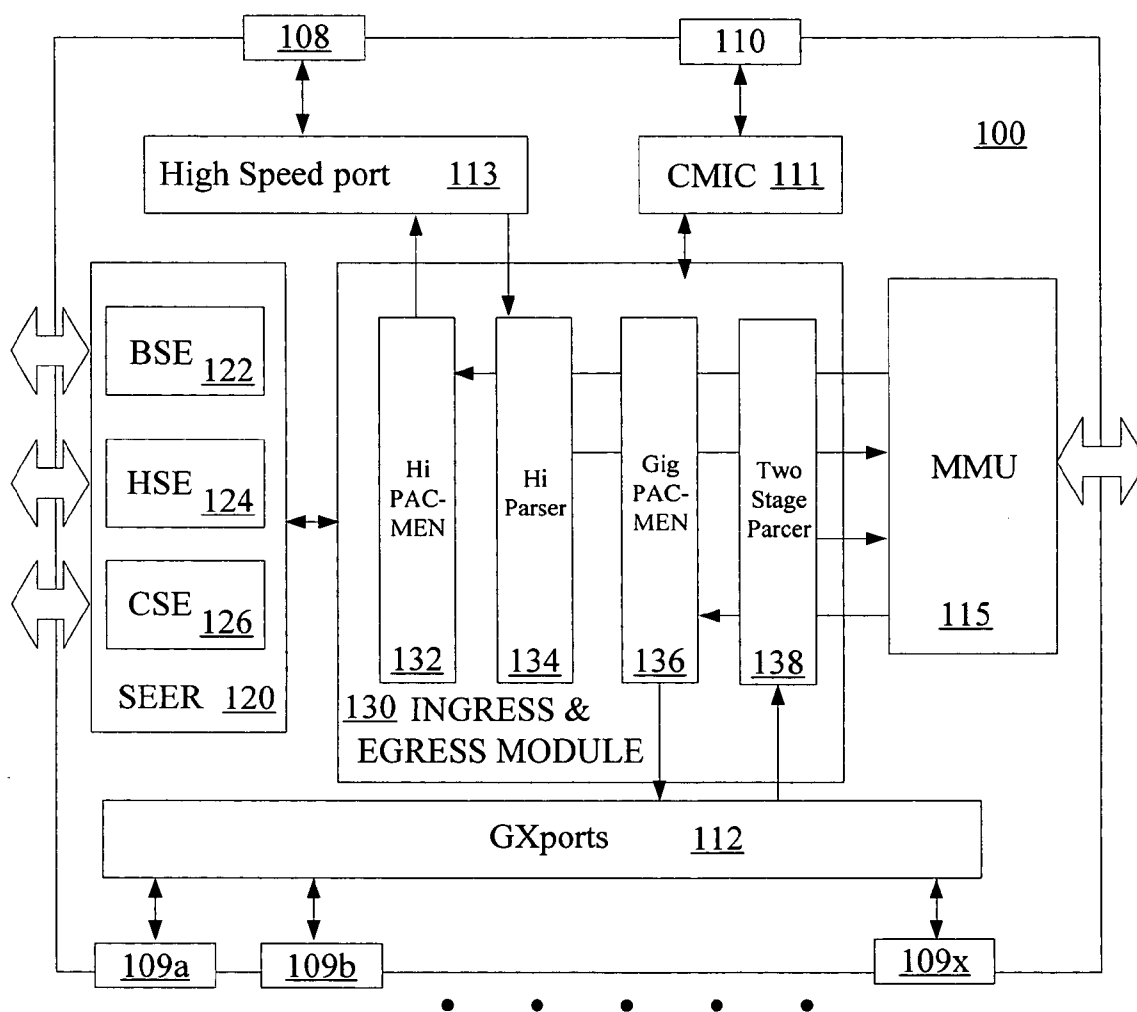 108
110
100
High Speed port 113
CMIC 111
BSE 122
HSE 124
CSE 126
SEER 120
Hi
PAC-
MEN
132
Hi
Parser
134
Gig
PAC-
MEN
136
Two
Stage
Parcer
138
130 INGRESS &
EGRESS MODULE
MMU
115
GXports 112
109a
109b
109x